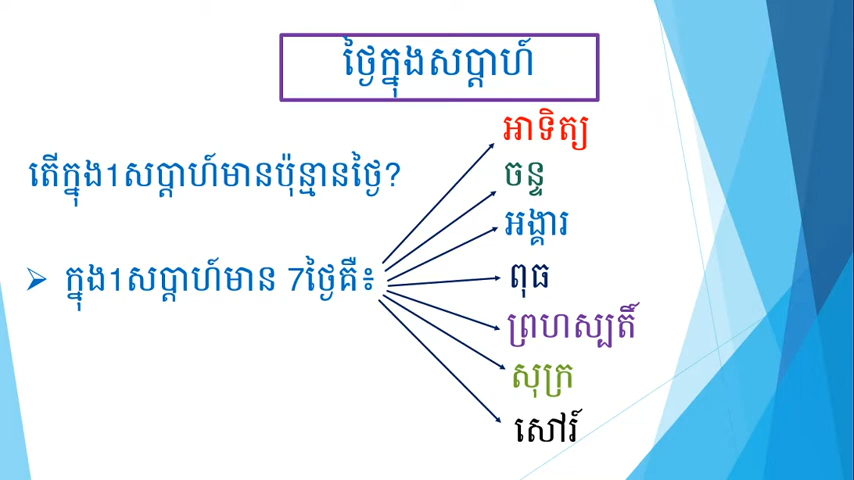 ថ្ងៃក្នុងសប្តាហ៍
តើក្នុង1សប្តាហ៍មានប៉ុន្មានថ្ងៃ?
ក្នុង1សប្តាហ៍មាន 7ថ្ងៃគឺ៖
អាទិត្យ
ចន្ទ
អង្គារ
ពុធ
ព្រហស្បតិ៍
សុក្រ
សៅរ៍